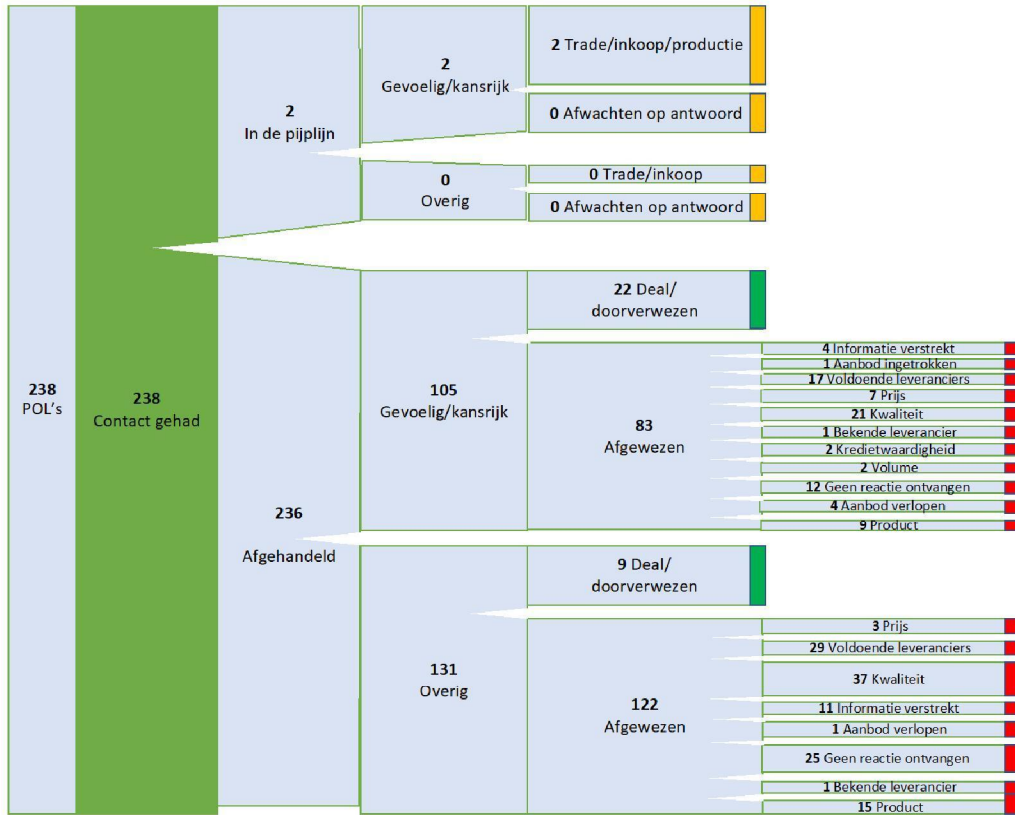 238
POL's
238
Contact gehad
2
In de pijplijn
2
Gevoelig/kansrijk
2 Trade/inkoop/productie
0 Afwachten op antwoord
0
Overig
0 Trade/inkoop
0 Afwachten op antwoord
236
Afgehandeld
105
Gevoelig/kansrijk
22 Deal/
doorverwezen
83
Afgewezen
4 Informatie verstrekt
1 Aanbod ingetrokken
17 Voldoende leveranciers
7 Prijs
21 Kwaliteit
1 Bekende leverancier
2 Kredietwaardigheid
2 Volume
12 Geen reactie ontvangen
4 Aanbod verlopen
9 Product
131
Overig
9 Deal/
doorverwezen
122
Afgewezen
3 Prijs
29 Voldoende leveranciers
37 Kwaliteit
11 Informatie verstrekt
1 Aanbod verlopen
25 Geen reactie ontvangen
1 Bekende leverancier
15 Product